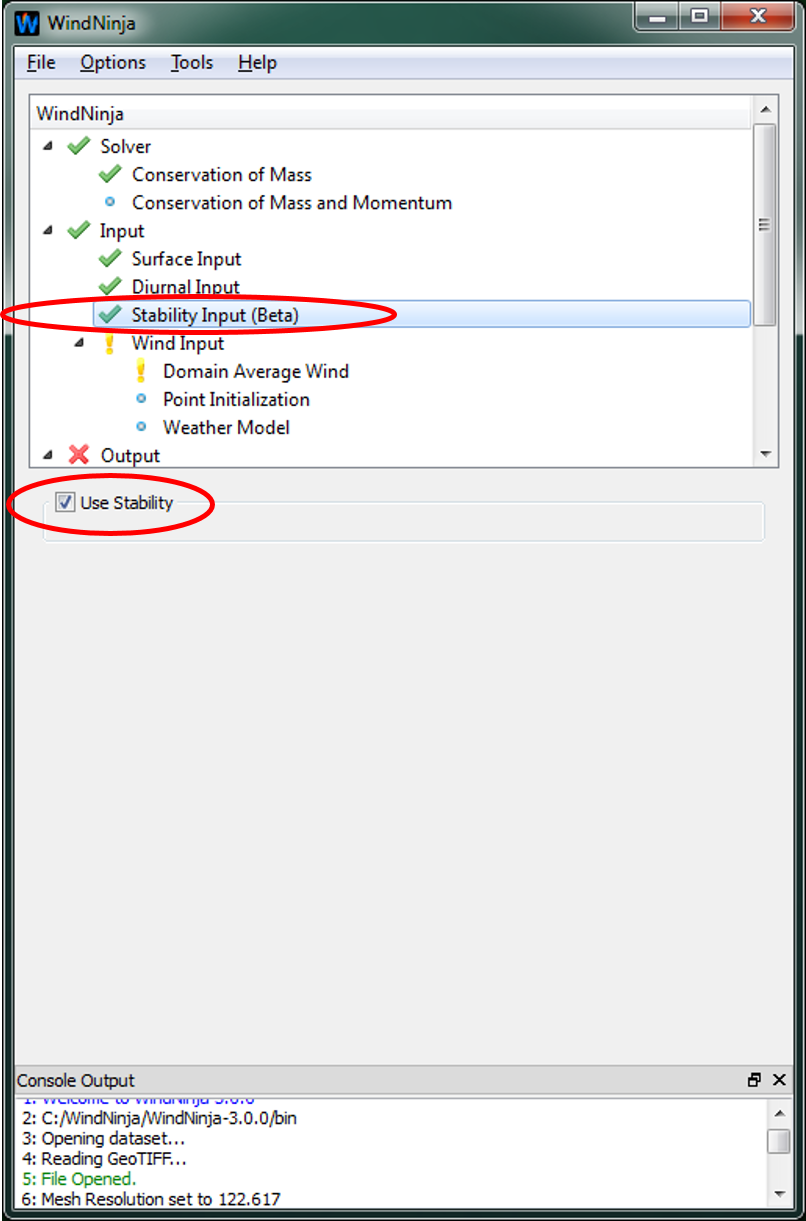 WindNinja
File Options Tools Help
WindNinja
Solver
Conservation of Mass
Conservation of Mass and Momentum
Input
Surface Input
Diurnal Input
Stability Input (Beta)
Wind Input
Domain Average Wind
Point Initialization
Weather Model
Output
Use Stability
Console Output
1: Welcome to WindNinja-3.0.0
2: C:/WindNinja/WindNinja-3.0.0/bin
3: Opening dataset...
4: Reading GeoTIFF...
5: File Opened.
6: Mesh Resolution set to 122.617